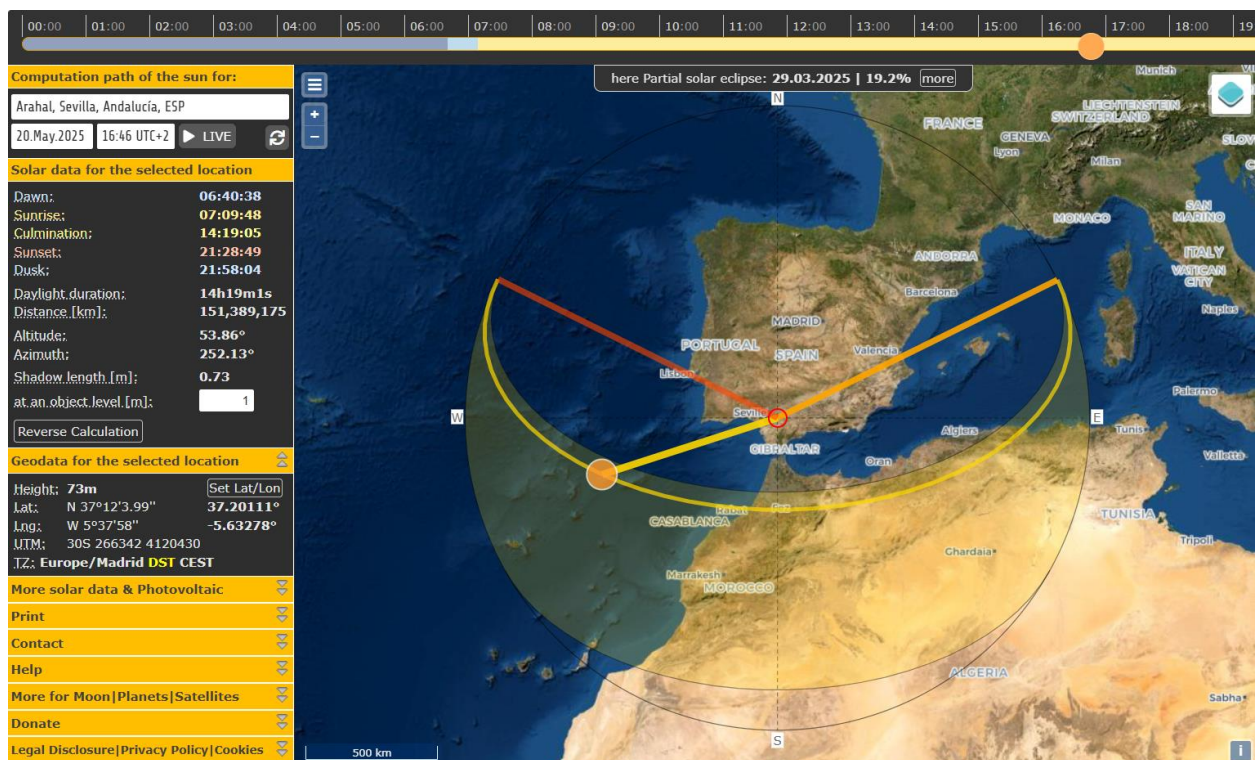 00:00 01:00 02:00 03:00 04:00 05:00 06:00 07:00 08:00 09:00 10:00 11:00 12:00 13:00 14:00 15:00 16:00 17:00 18:00 19
Computation path of the sun for:
Arahal, Sevilla, Andalucía, ESP
20.May.2025 16:46 UTC+2 LIVE
Solar data for the selected location
Dawn: 06:40:38
Sunrise: 07:09:48
Culmination: 14:19:05
Sunset: 21:28:49
Dusk: 21:58:04
Daylight duration: 14h19m1s
Distance [km]: 151,389,175
Altitude: 53.86°
Azimuth: 252.13°
Shadow length [m]: 0.73
at an object level [m]: 1
Reverse Calculation
Geodata for the selected location
Height: 73m Set Lat/Lon
Lat: N 37°12'3.99'' 37.20111°
Lng: W 5°37'58'' -5.63278°
UTM: 30S 266342 4120430
TZ: Europe/Madrid DST CEST
More solar data & Photovoltaic
Print
Contact
Help
More for Moon|Planets|Satellites
Donate
Legal Disclosure|Privacy Policy|Cookies
+
−
here Partial solar eclipse: 29.03.2025 | 19.2% more
N
Munich
LIECHTENSTEIN
SWITZERLAND
FRANCE
GENEVA
SLOV
Lyon
Milan
SAN
MARINO
MONACO
ITALY
ANDORRA
VATICAN
CITY
Barcelona
Naples
MADRID
PORTUGAL
SPAIN
Valencia
Lisbon
Palermo
W
Seville
E
Algiers
Tunis
GIBRALTAR
Oran
Valletta
Rabat
Fez
CASABLANCA
TUNISIA
Tripoli
Ghardaia
Marrakesh
MOROCCO
ALGERIA
Sabha
S
500 km
i